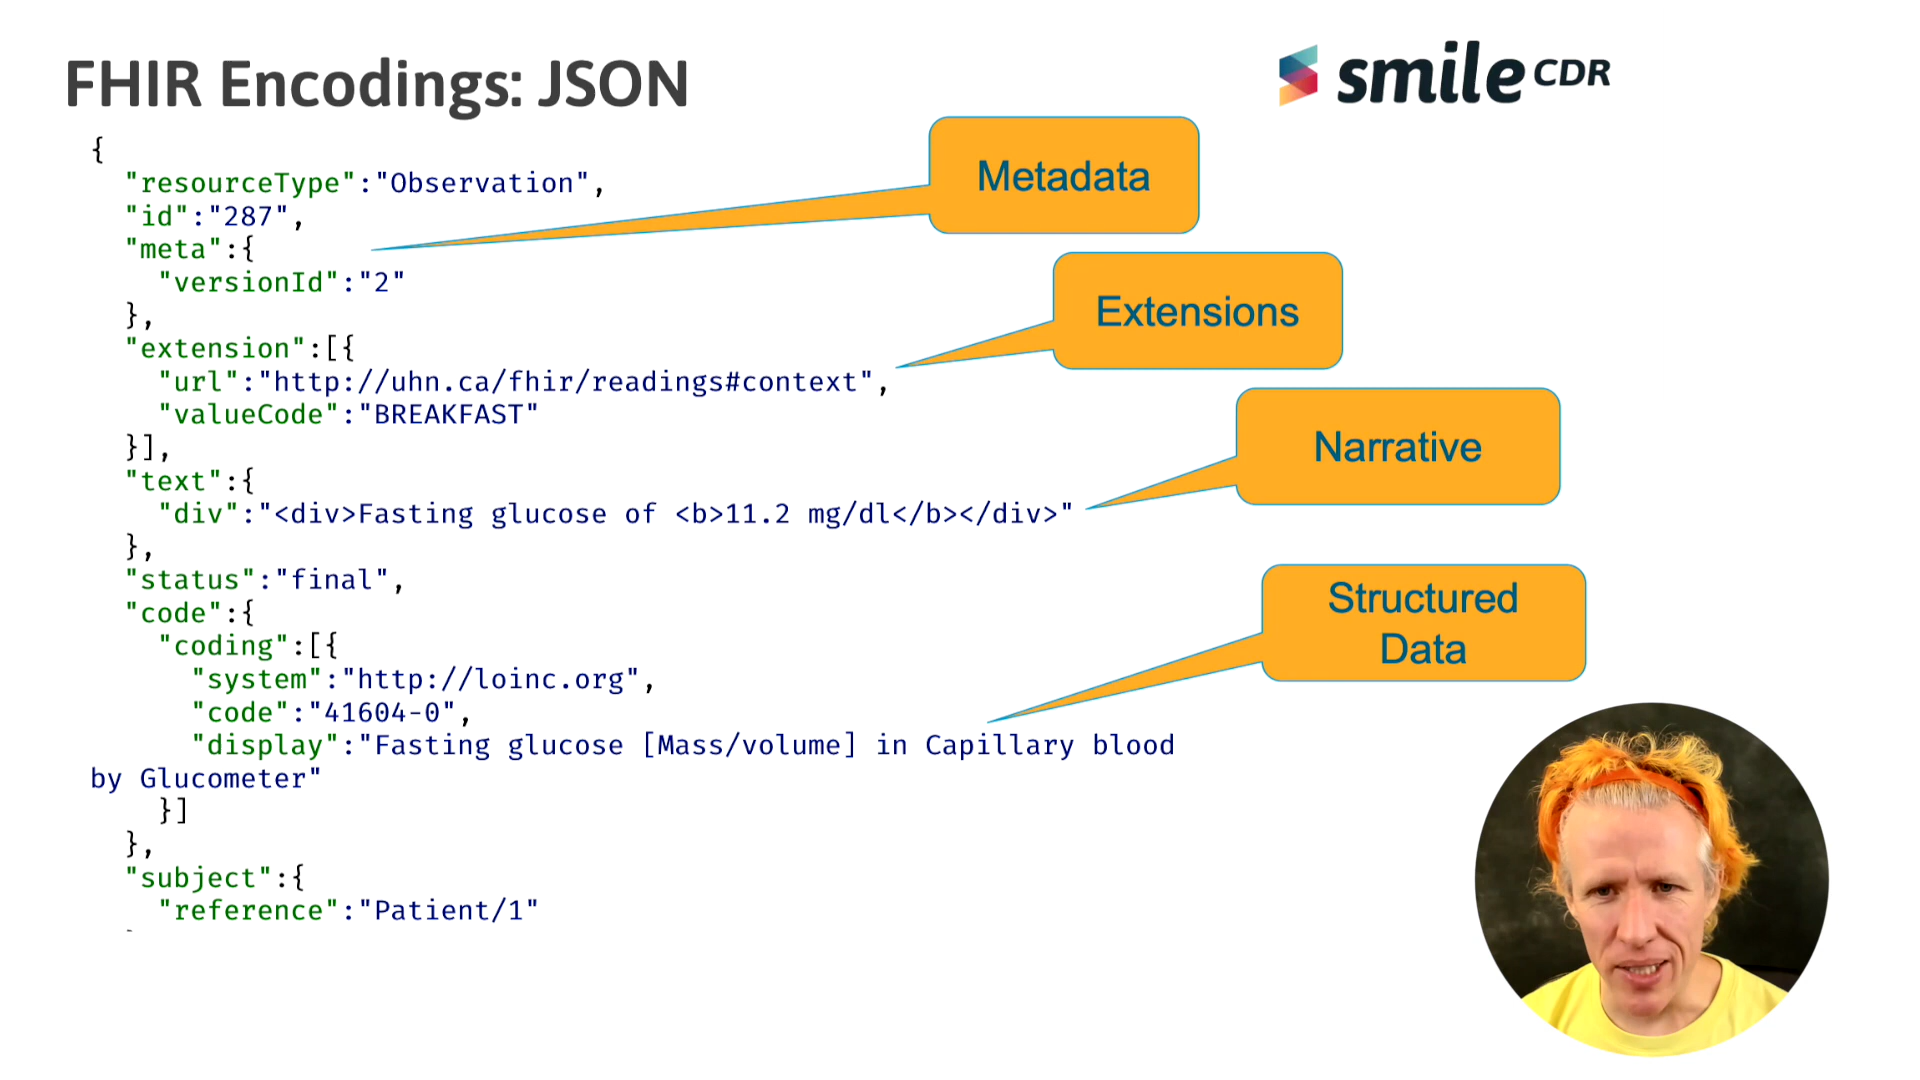 FHIR Encodings: JSON
smile CDR
{
"resourceType":"Observation",
"id":"287",
"meta":{
"versionId":"2"
},
"extension":[{
"url":"http://uhn.ca/fhir/readings#context",
"valueCode":"BREAKFAST"
}],
"text":{
"div":"<div>Fasting glucose of <b>11.2 mg/dl</b></div>"
},
"status":"final",
"code":{
"coding":[{
"system":"http://loinc.org",
"code":"41604-0",
"display":"Fasting glucose [Mass/volume] in Capillary blood
by Glucometer"
}]
},
"subject":{
"reference":"Patient/1"
Metadata
Extensions
Narrative
Structured
Data